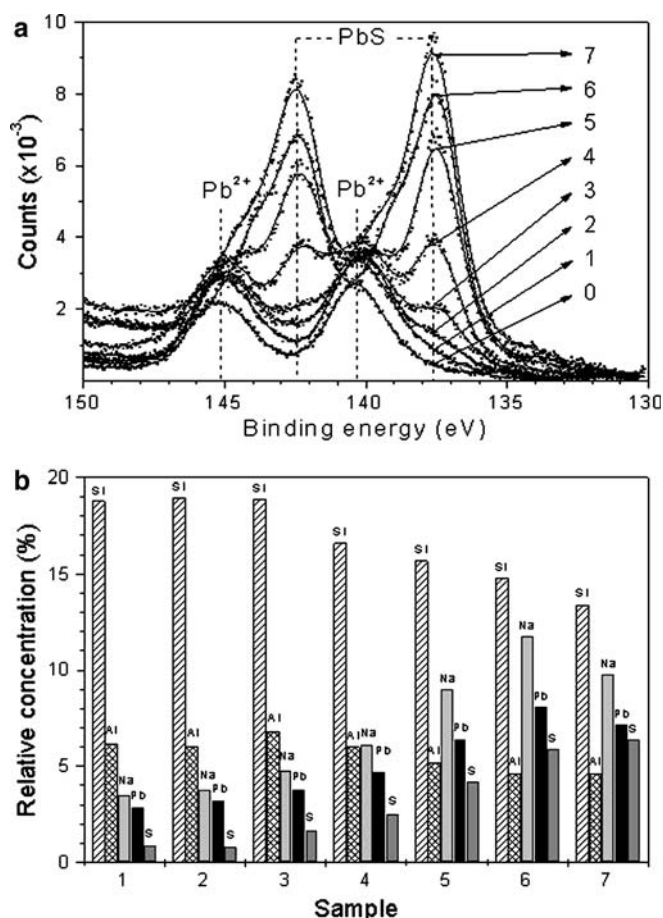 a
PbS
Pb2+ Pb2+
Counts (x10-3)
10
8
6
4
2
7
6
5
4
3
2
1
0
150 145 140 135 130
Binding energy (eV)
b
Relative concentration (%)
20
15
10
5
0
SI Al Na Pb S
SI Al Na Pb S
SI Al Na Pb S
SI Al Na Pb S
SI Al Na Pb S
SI Al Na Pb S
SI Al Na Pb S
1 2 3 4 5 6 7
Sample